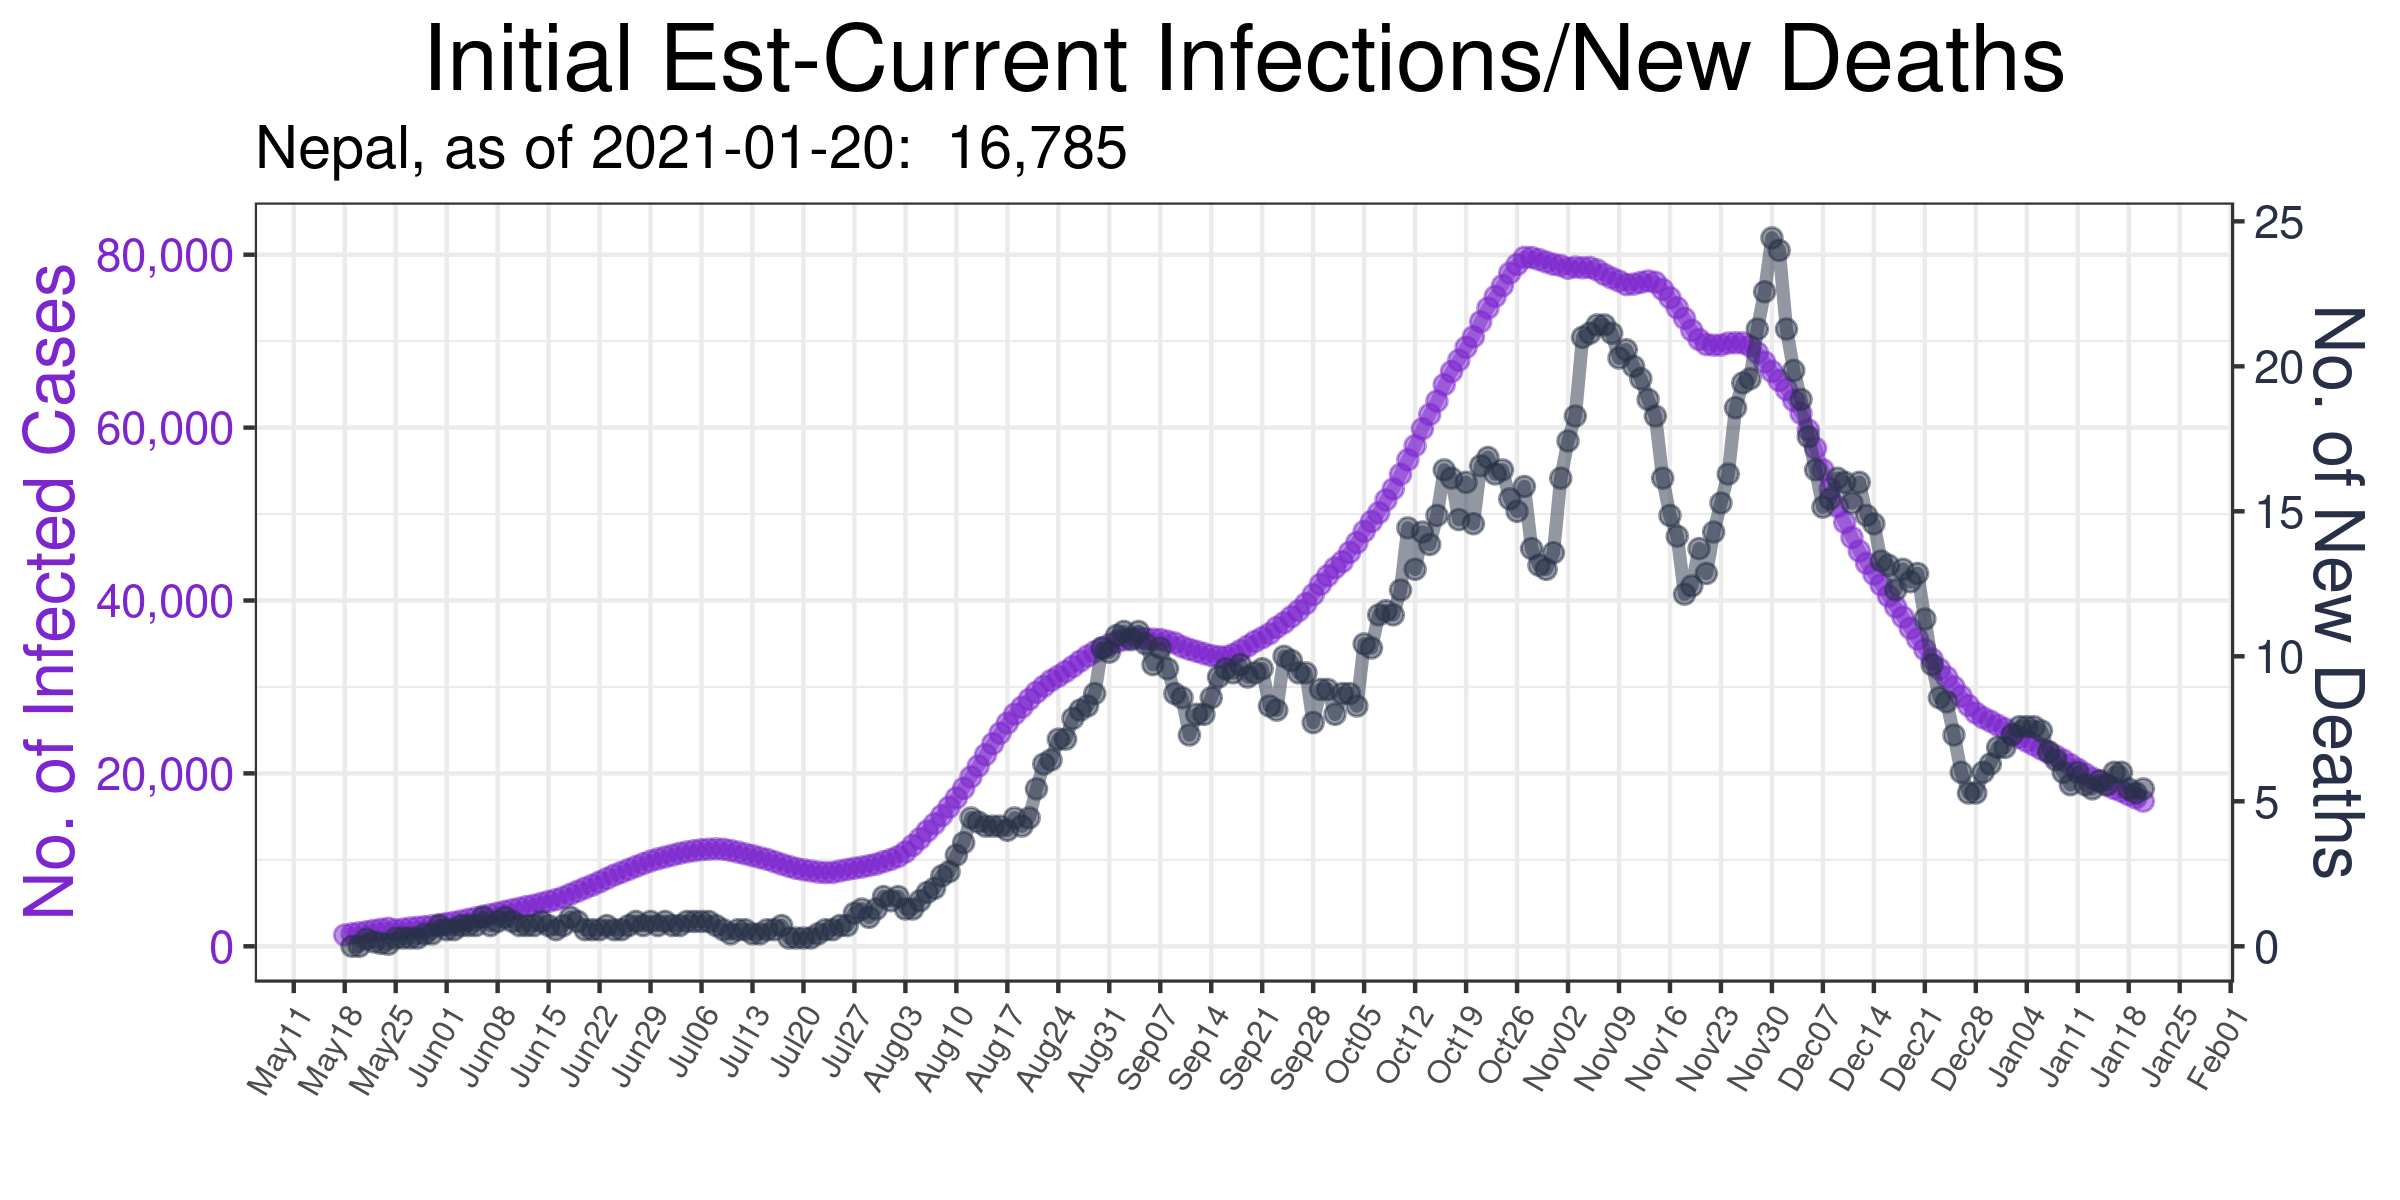 Initial Est-Current Infections/New Deaths
Nepal, as of 2021-01-20:  16,785
No. of Infected Cases
80,000
60,000
40,000
20,000
0
25
20
15
10
5
0
No. of New Deaths
May11
May18
May25
Jun01
Jun08
Jun15
Jun22
Jun29
Jul06
Jul13
Jul20
Jul27
Aug03
Aug10
Aug17
Aug24
Aug31
Sep07
Sep14
Sep21
Sep28
Oct05
Oct12
Oct19
Oct26
Nov02
Nov09
Nov16
Nov23
Nov30
Dec07
Dec14
Dec21
Dec28
Jan04
Jan11
Jan18
Jan25
Feb01